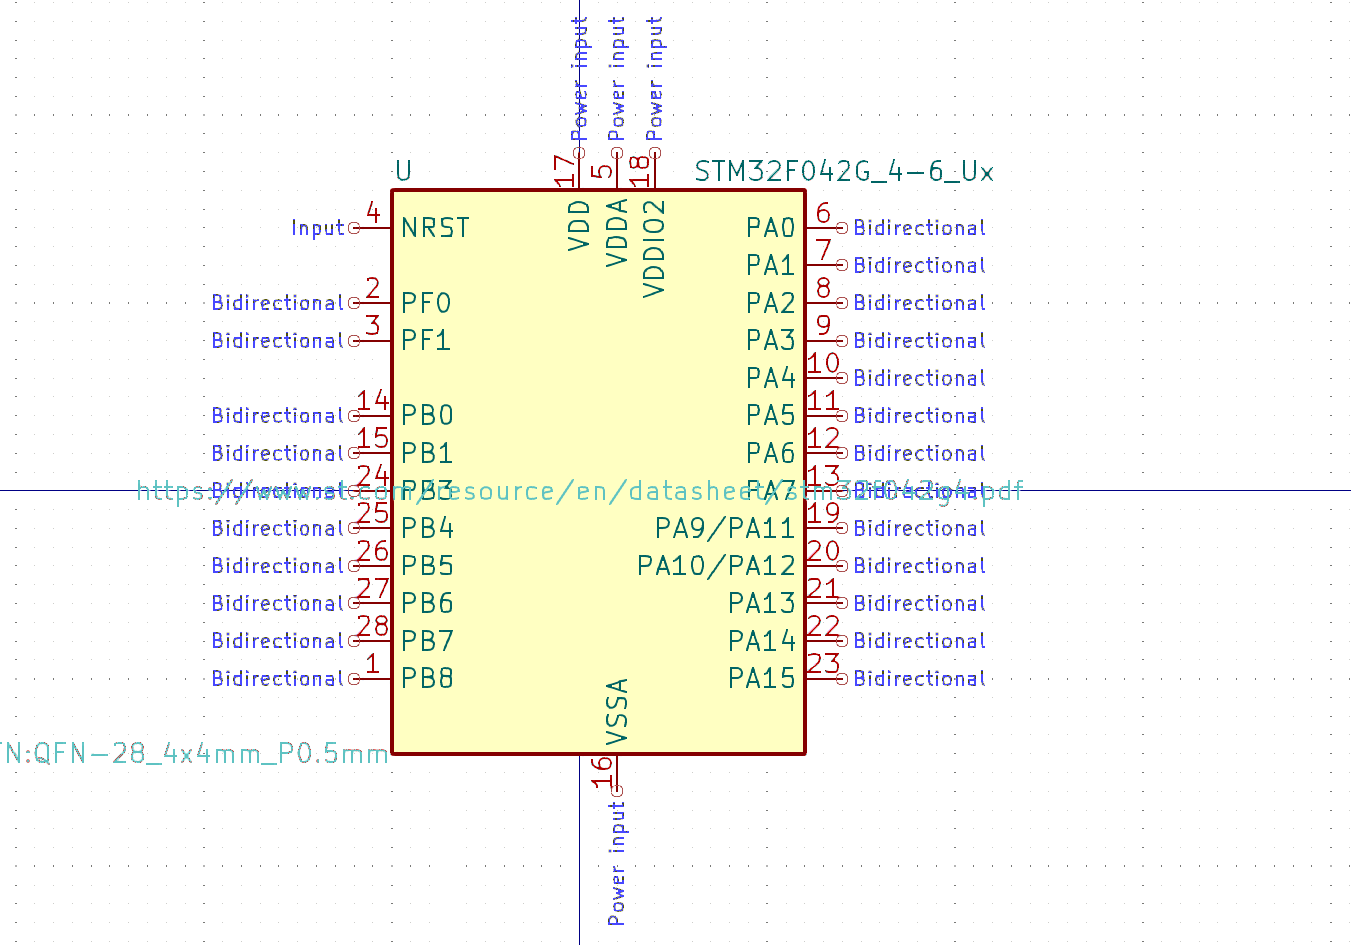 Power input
Power input
Power input
17
5
18
U
STM32F042G_4-6_Ux
VDD
VDDA
VDDIO2
Input 4 NRST
PA0 6 Bidirectional
PA1 7 Bidirectional
Bidirectional 2 PF0
PA2 8 Bidirectional
Bidirectional 3 PF1
PA3 9 Bidirectional
PA4 10 Bidirectional
Bidirectional 14 PB0
PA5 11 Bidirectional
Bidirectional 15 PB1
PA6 12 Bidirectional
Bidirectional 24 PB3
PA7 13 Bidirectional
https://www.st.com/resource/en/datasheet/stm32f042g4.pdf
Bidirectional 25 PB4
PA9/PA11 19 Bidirectional
Bidirectional 26 PB5
PA10/PA12 20 Bidirectional
Bidirectional 27 PB6
PA13 21 Bidirectional
Bidirectional 28 PB7
PA14 22 Bidirectional
Bidirectional 1 PB8
PA15 23 Bidirectional
VSSA
FN:QFN-28_4x4mm_P0.5mm
16
Power input